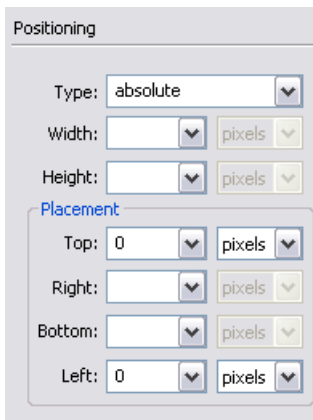 Positioning
Type: absolute
Width: pixels
Height: pixels
Placement
Top: 0 pixels
Right: pixels
Bottom: pixels
Left: 0 pixels